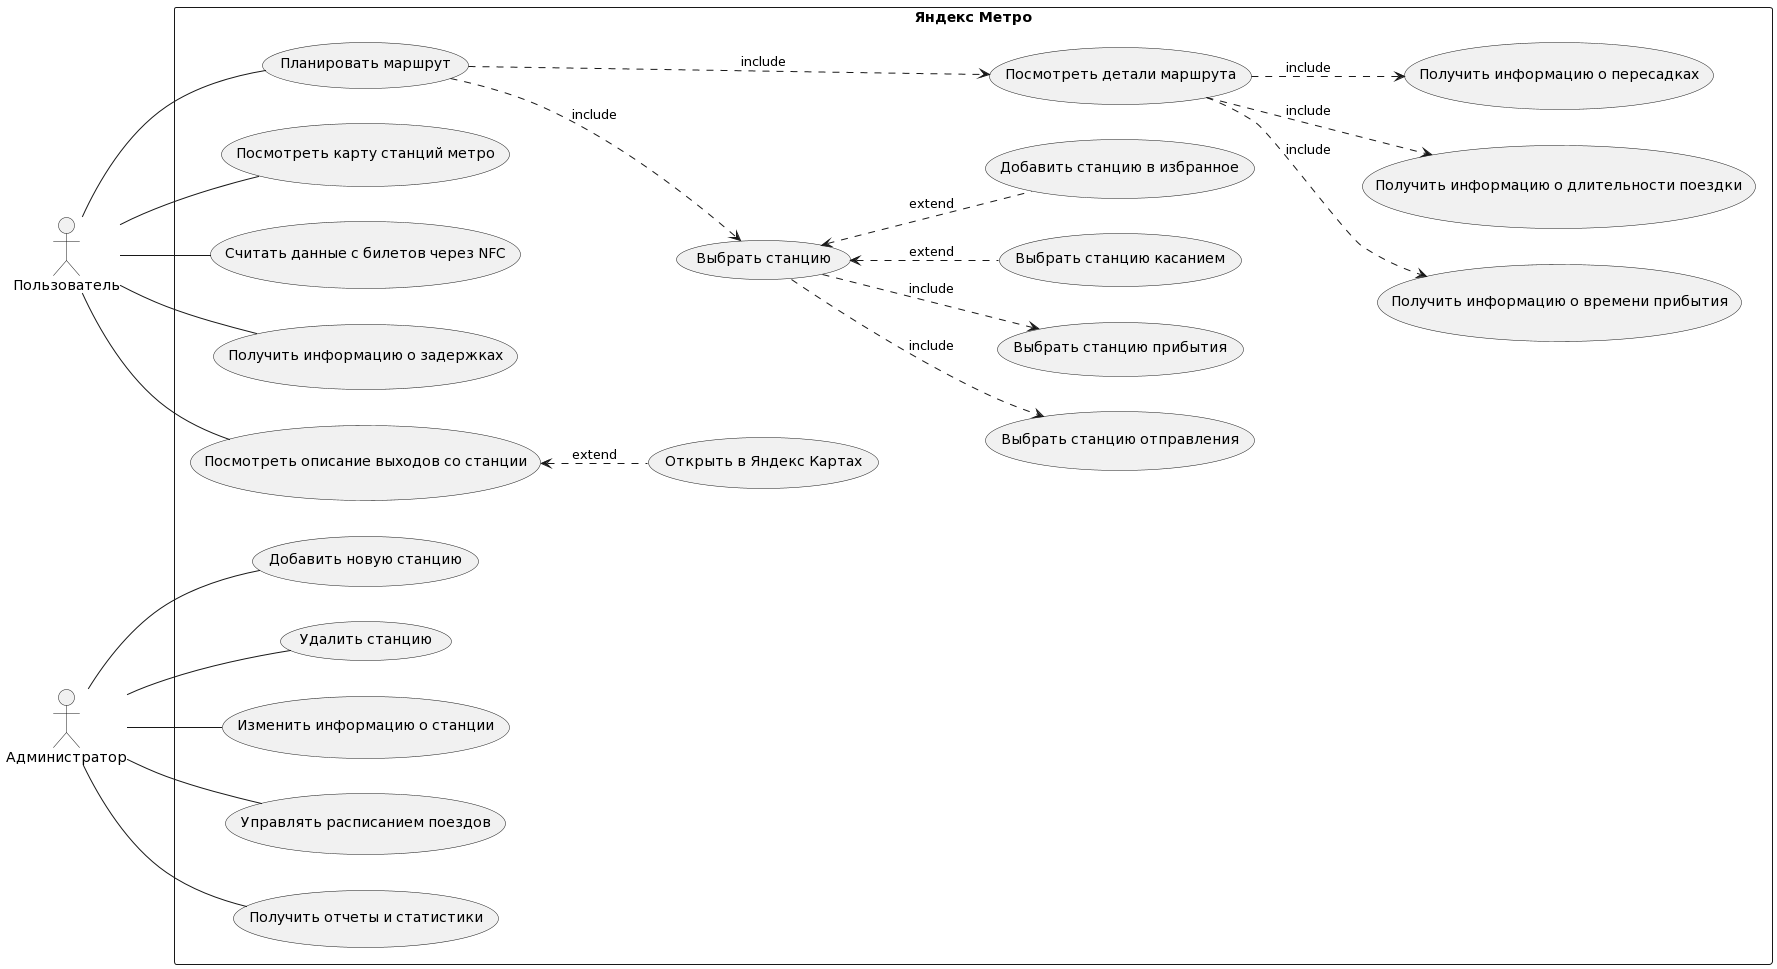 Яндекс Метро
Планировать маршрут
include
Посмотреть детали маршрута
include
Получить информацию о пересадках
include
include
Посмотреть карту станций метро
include
Добавить станцию в избранное
Получить информацию о длительности поездки
extend
Считать данные с билетов через NFC
Выбрать станцию
extend
Выбрать станцию касанием
Пользователь
include
Получить информацию о времени прибытия
Получить информацию о задержках
include
Выбрать станцию прибытия
Выбрать станцию отправления
Посмотреть описание выходов со станции
extend
Открыть в Яндекс Картах
Добавить новую станцию
Удалить станцию
Изменить информацию о станции
Администратор
Управлять расписанием поездов
Получить отчеты и статистики